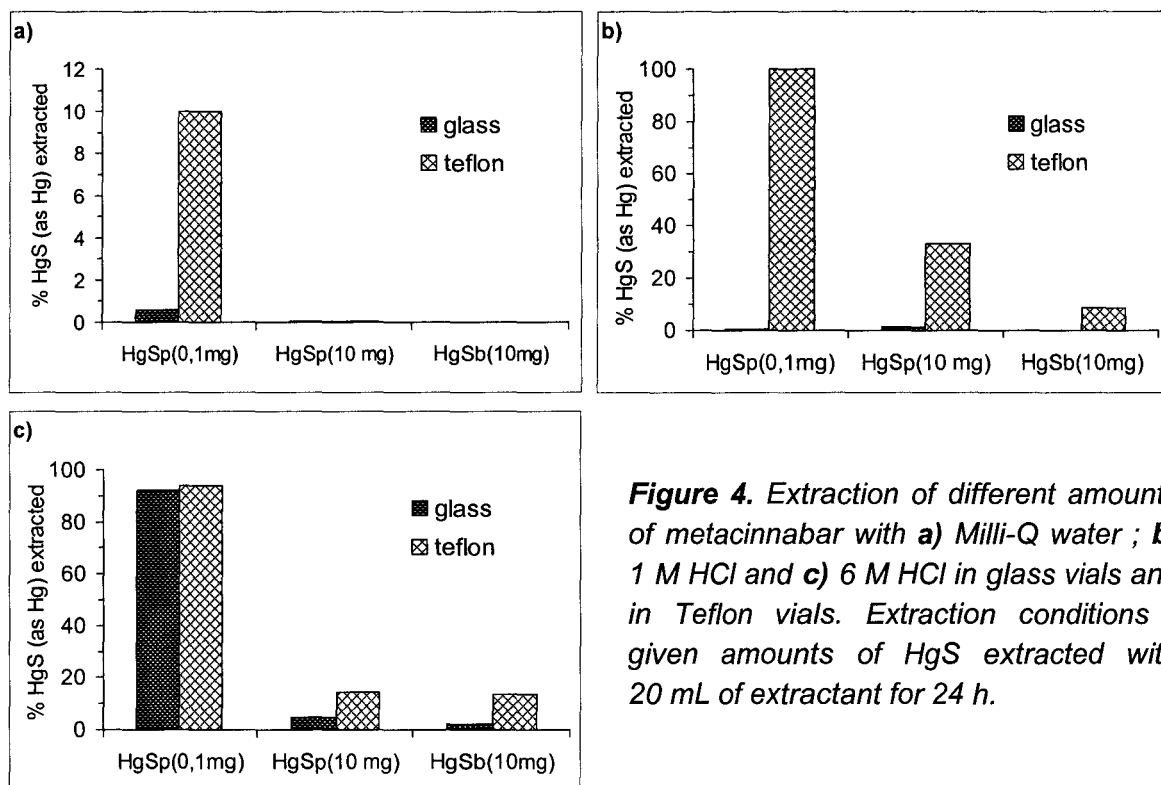 a)
% HgS (as Hg) extracted
12
10
8
6
4
2
0
glass
teflon
HgSp(0,1mg) HgSp(10 mg) HgSb(10mg)
b)
% HgS (as Hg) extracted
100
80
60
40
20
0
glass
teflon
HgSp(0,1mg) HgSp(10 mg) HgSb(10mg)
c)
% HgS (as Hg) extracted
100
80
60
40
20
0
glass
teflon
HgSp(0,1mg) HgSp(10 mg) HgSb(10mg)
Figure 4. Extraction of different amount
of metacinnabar with a) Milli-Q water ; b
1 M HCl and c) 6 M HCl in glass vials an
in Teflon vials. Extraction conditions
given amounts of HgS extracted wit
20 mL of extractant for 24 h.